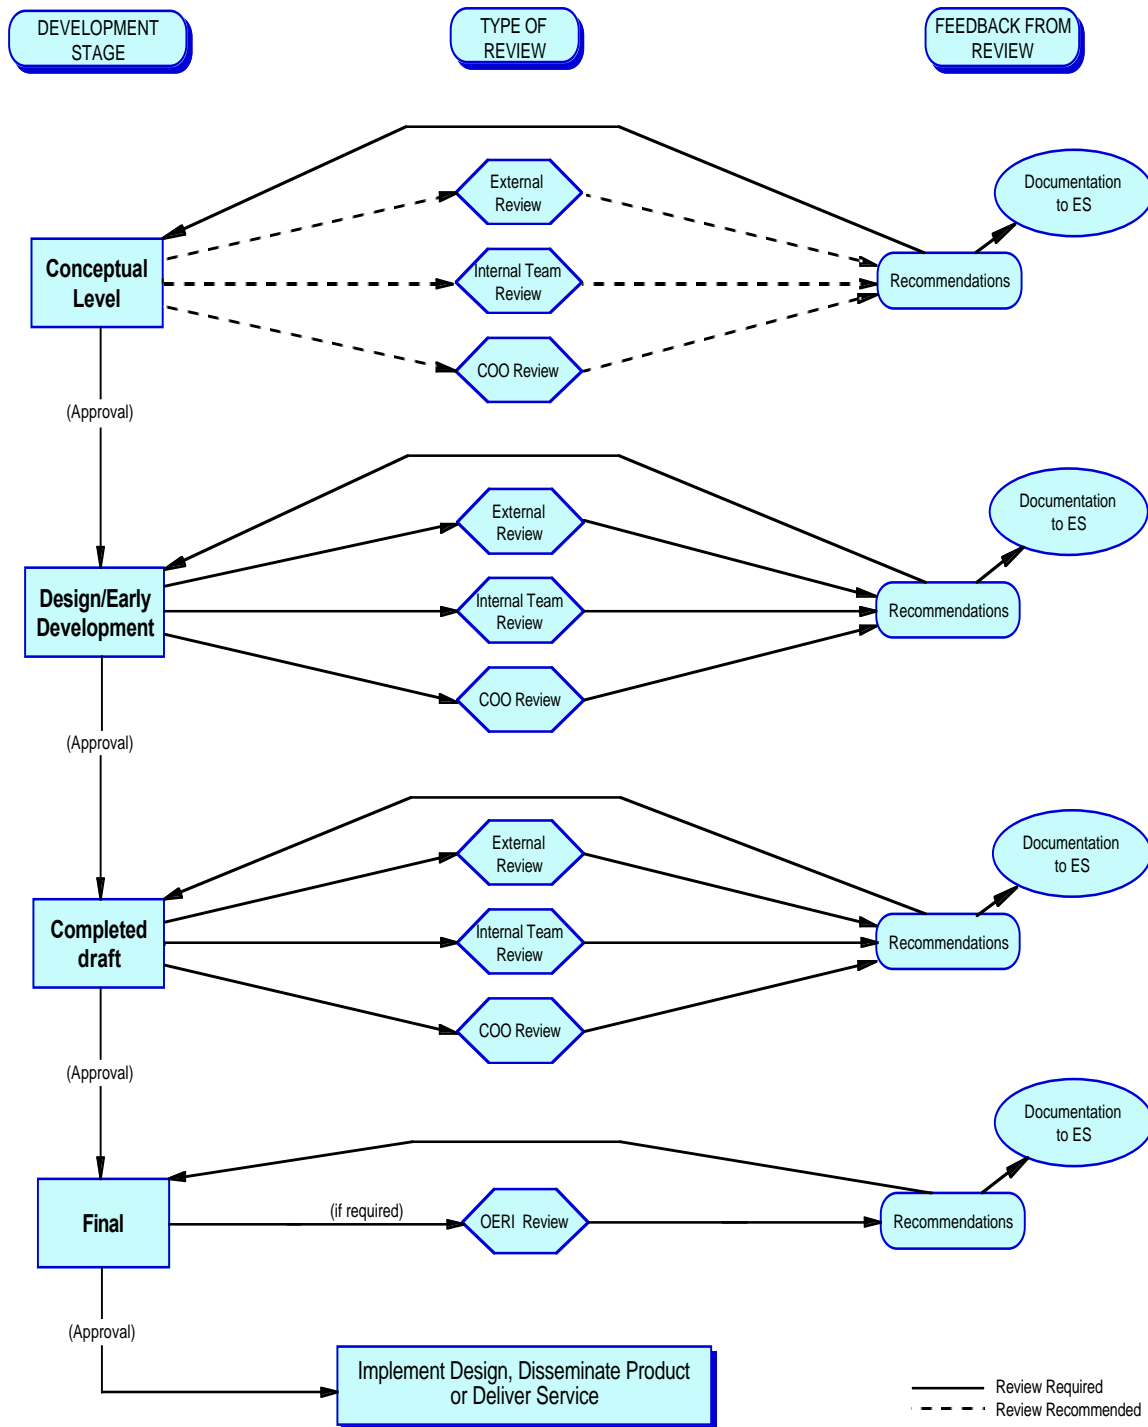 DEVELOPMENT
STAGE
TYPE OF
REVIEW
FEEDBACK FROM
REVIEW
External
Review
Documentation
to ES
Conceptual
Level
Internal Team
Review
Recommendations
COO Review
(Approval)
External
Review
Documentation
to ES
Design/Early
Development
Internal Team
Review
Recommendations
COO Review
(Approval)
External
Review
Documentation
to ES
Completed
draft
Internal Team
Review
Recommendations
COO Review
(Approval)
Documentation
to ES
Final
(if required)
OERI Review
Recommendations
(Approval)
Implement Design, Disseminate Product
or Deliver Service
Review Required
Review Recommended